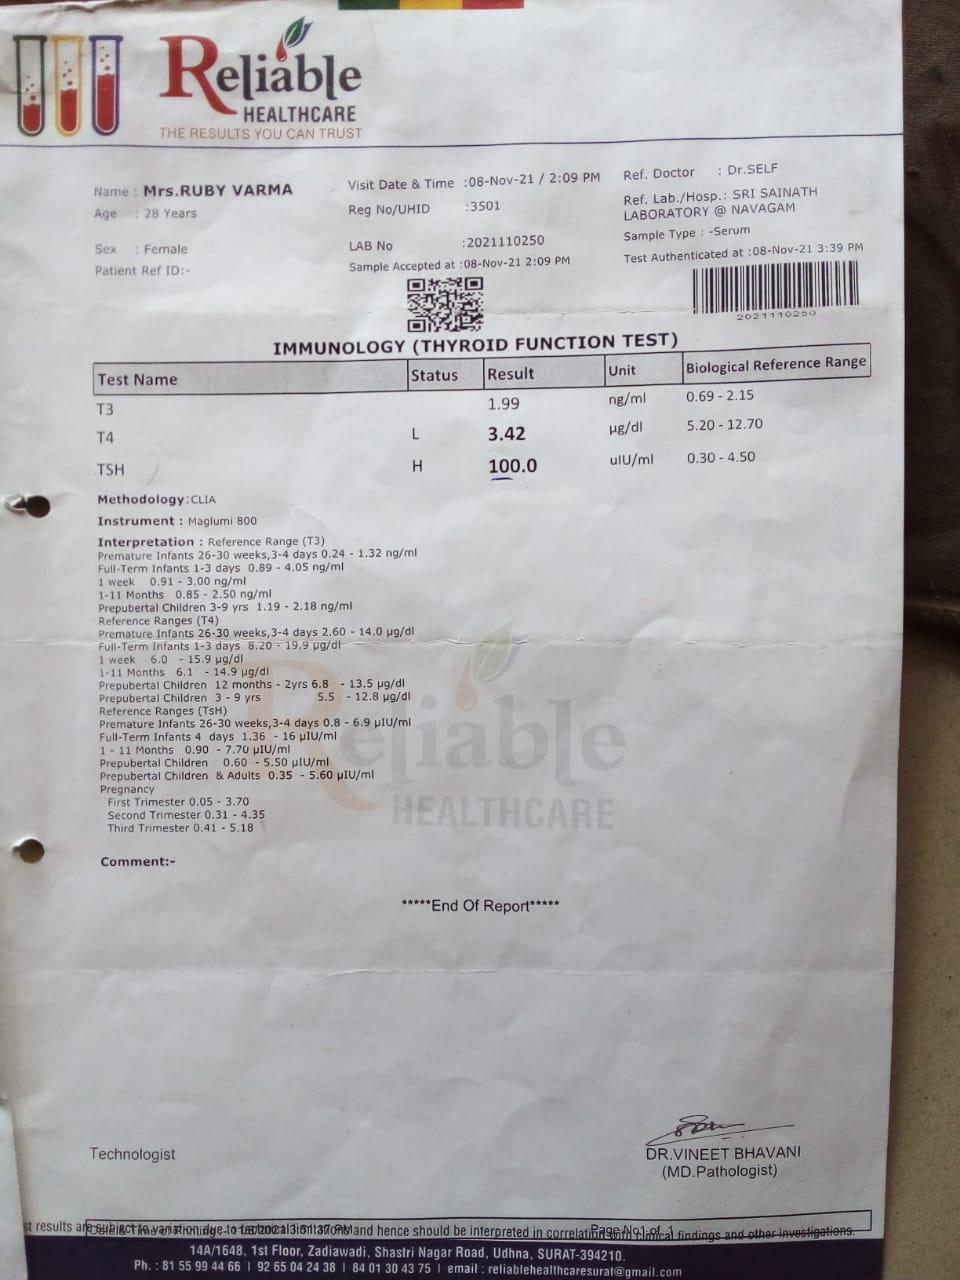 Reliable
HEALTHCARE
THE RESULTS YOU CAN TRUST
Name : Mrs.RUBY VARMA
Age : 28 Years
Sex : Female
Patient Ref ID:-
Visit Date & Time :08-Nov-21 / 2:09 PM
Reg No/UHID :3501
LAB No :2021110250
Sample Accepted at :08-Nov-21 2:09 PM
Ref. Doctor : Dr.SELF
Ref. Lab./Hosp.: SRI SAINATH
LABORATORY @ NAVAGAM
Sample Type : -Serum
Test Authenticated at :08-Nov-21 3:39 PM
2021110250
IMMUNOLOGY (THYROID FUNCTION TEST)
Test Name Status Result Unit Biological Reference Range
T3 1.99 ng/ml 0.69 - 2.15
T4 L 3.42 µg/dl 5.20 - 12.70
TSH H 100.0 uIU/ml 0.30 - 4.50
Methodology:CLIA
Instrument : Maglumi 800
Interpretation : Reference Range (T3)
Premature Infants 26-30 weeks,3-4 days 0.24 - 1.32 ng/ml
Full-Term Infants 1-3 days 0.89 - 4.05 ng/ml
1 week 0.91 - 3.00 ng/ml
1-11 Months 0.85 - 2.50 ng/ml
Prepubertal Children 3-9 yrs 1.19 - 2.18 ng/ml
Reference Ranges (T4)
Premature Infants 26-30 weeks,3-4 days 2.60 - 14.0 µg/dl
Full-Term Infants 1-3 days 8.20 - 19.9 µg/dl
1 week 6.0 - 15.9 µg/dl
1-11 Months 6.1 - 14.9 µg/dl
Prepubertal Children 12 months - 2yrs 6.8 - 13.5 µg/dl
Prepubertal Children 3 - 9 yrs 5.5 - 12.8 µg/dl
Reference Ranges (TsH)
Premature Infants 26-30 weeks,3-4 days 0.8 - 6.9 µIU/ml
Full-Term Infants 4 days 1.36 - 16 µIU/ml
1 - 11 Months 0.90 - 7.70 µIU/ml
Prepubertal Children 0.60 - 5.50 µIU/ml
Prepubertal Children & Adults 0.35 - 5.60 µIU/ml
Pregnancy
First Trimester 0.05 - 3.70
Second Trimester 0.31 - 4.35
Third Trimester 0.41 - 5.18
Reliable
HEALTHCARE
Comment:-
*****End Of Report*****
Technologist
DR.VINEET BHAVANI
(MD.Pathologist)
st results are subject to variation due to technical limitations and hence should be interpreted in correlation with clinical findings and other investigations.
Page No1 of 1
14A/1648, 1st Floor, Zadiawadi, Shastri Nagar Road, Udhna, SURAT-394210.
Ph. : 81 55 99 44 66 I 92 65 04 24 38 I 84 01 30 43 75 I email : reliablehealthcaresurat@gmail.com